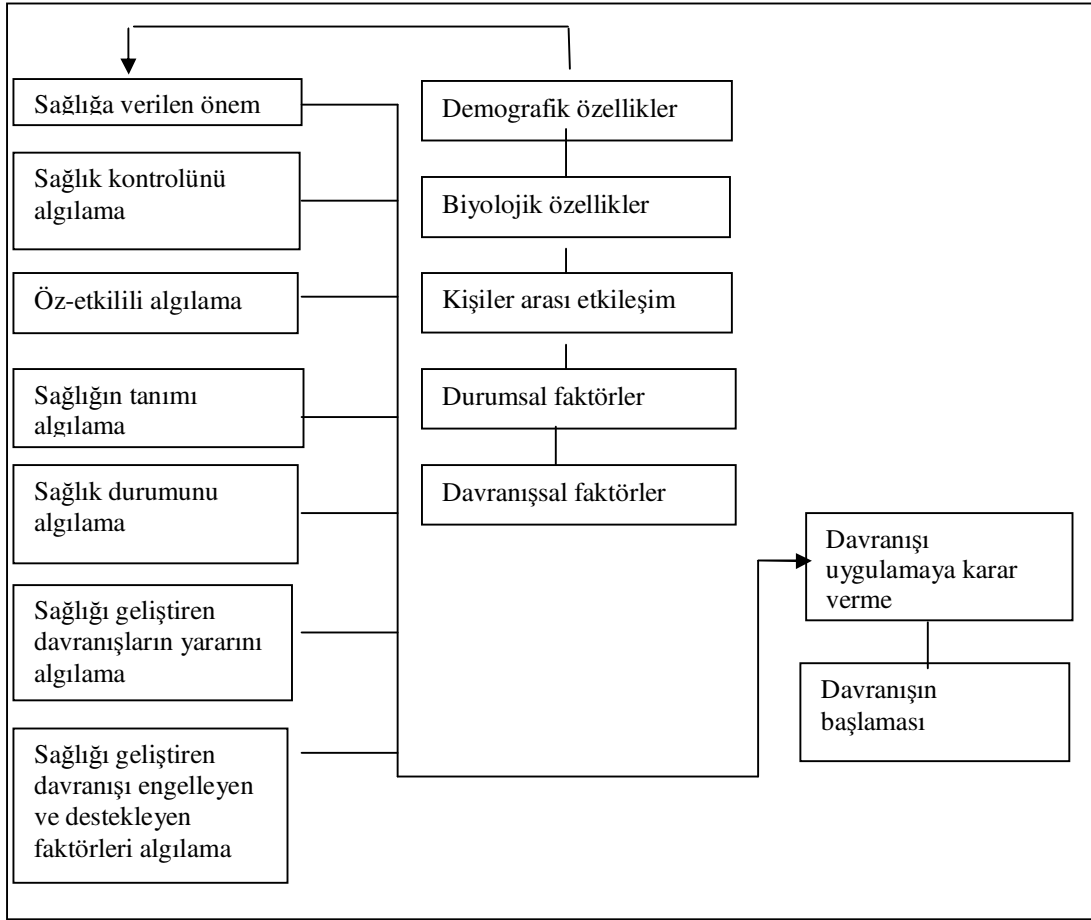 Sağlığa verilen önem
Sağlık kontrolünü
algılama
Öz-etkilili algılama
Sağlığın tanımı
algılama
Sağlık durumunu
algılama
Sağlığı geliştiren
davranışların yararını
algılama
Sağlığı geliştiren
davranışı engelleyen
ve destekleyen
faktörleri algılama
Demografik özellikler
Biyolojik özellikler
Kişiler arası etkileşim
Durumsal faktörler
Davranışsal faktörler
Davranışı
uygulamaya karar
verme
Davranışın
başlaması